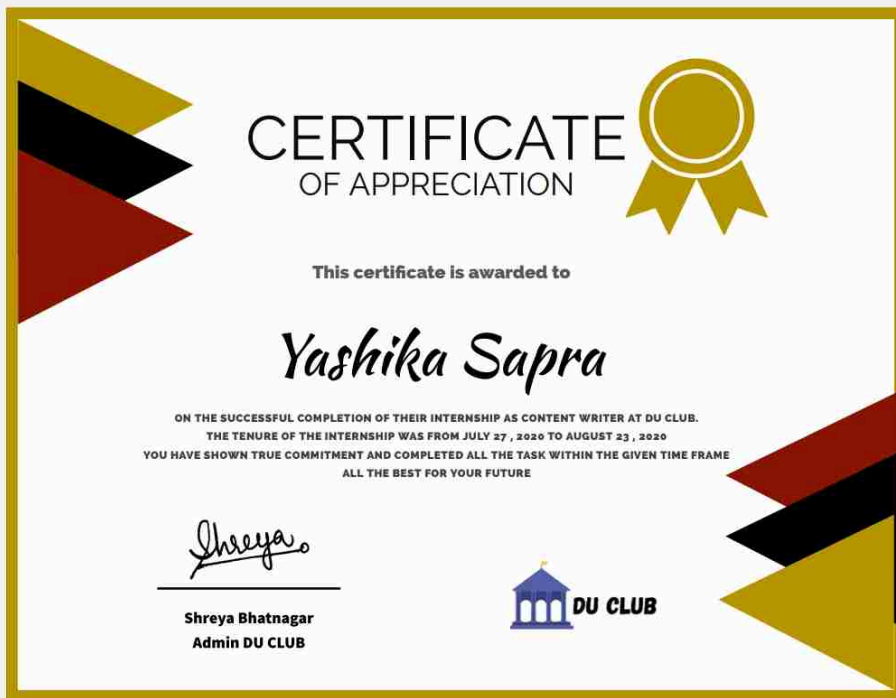 CERTIFICATE
OF APPRECIATION
This certificate is awarded to
Yashika Sapra
ON THE SUCCESSFUL COMPLETION OF THEIR INTERNSHIP AS CONTENT WRITER AT DU CLUB.
THE TENURE OF THE INTERNSHIP WAS FROM JULY 27 , 2020 TO AUGUST 23 , 2020
YOU HAVE SHOWN TRUE COMMITMENT AND COMPLETED ALL THE TASK WITHIN THE GIVEN TIME FRAME
ALL THE BEST FOR YOUR FUTURE
Shreya
Shreya Bhatnagar
Admin DU CLUB
DU CLUB